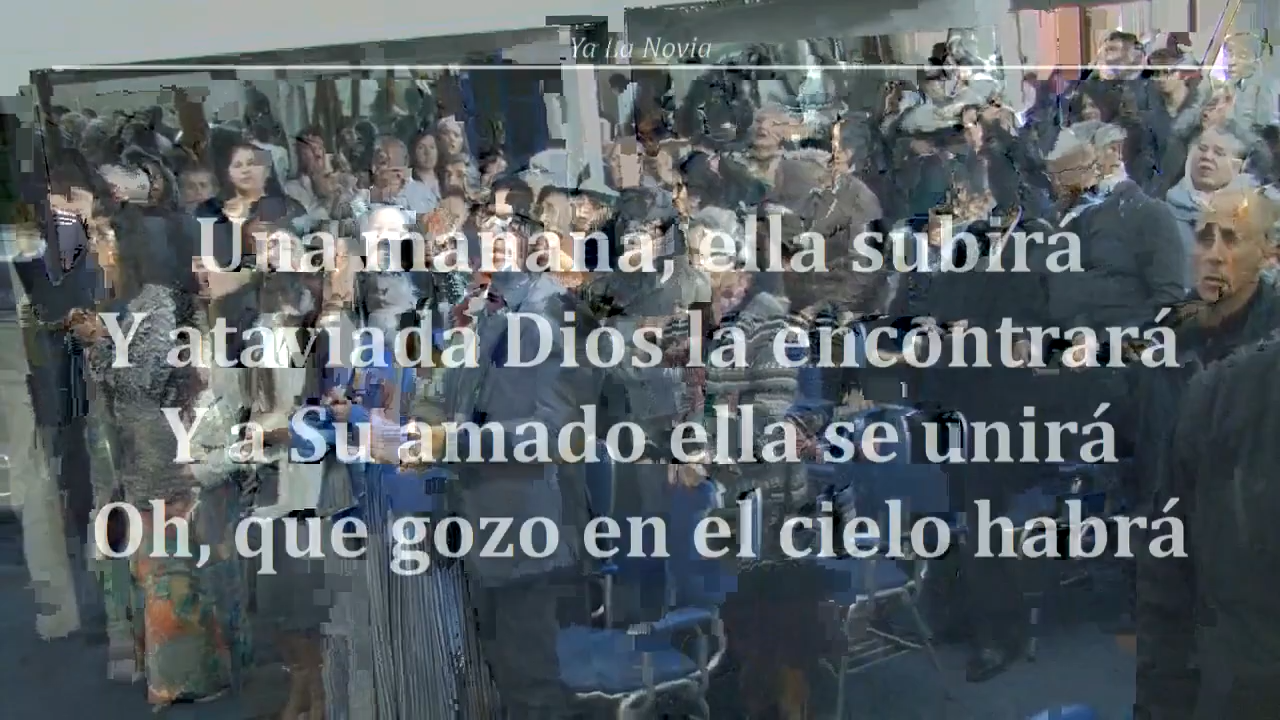 Ya La Novia
Una mañana, ella subirá
Y ataviada Dios la encontrará
Y a Su amado ella se unirá
Oh, que gozo en el cielo habrá